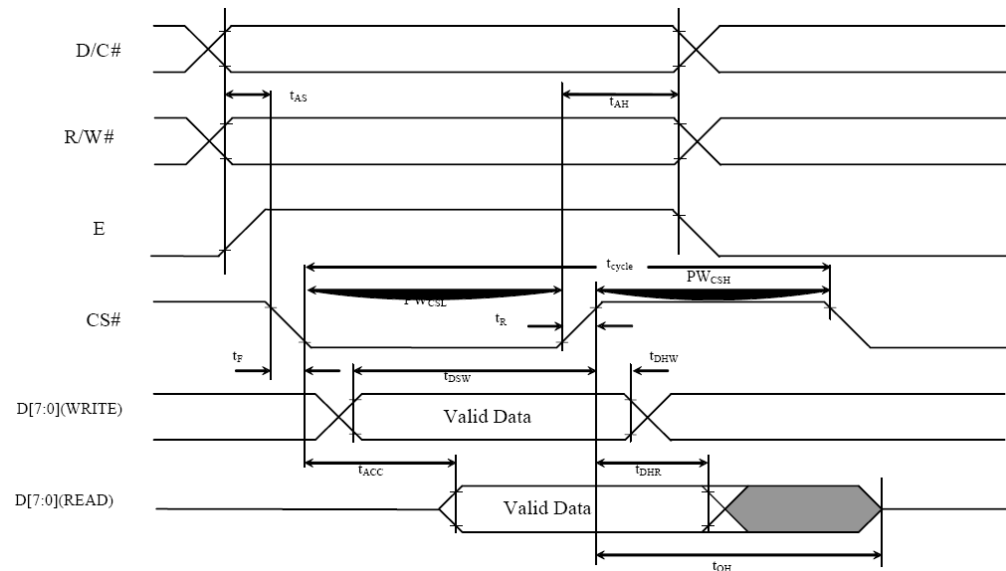 D/C#
tAS
tAH
R/W#
E
tcycle
PWCSL
PWCSH
CS#
tR
tF
tDSW
tDHW
D[7:0](WRITE)
Valid Data
tACC
tDHR
D[7:0](READ)
Valid Data
tOH